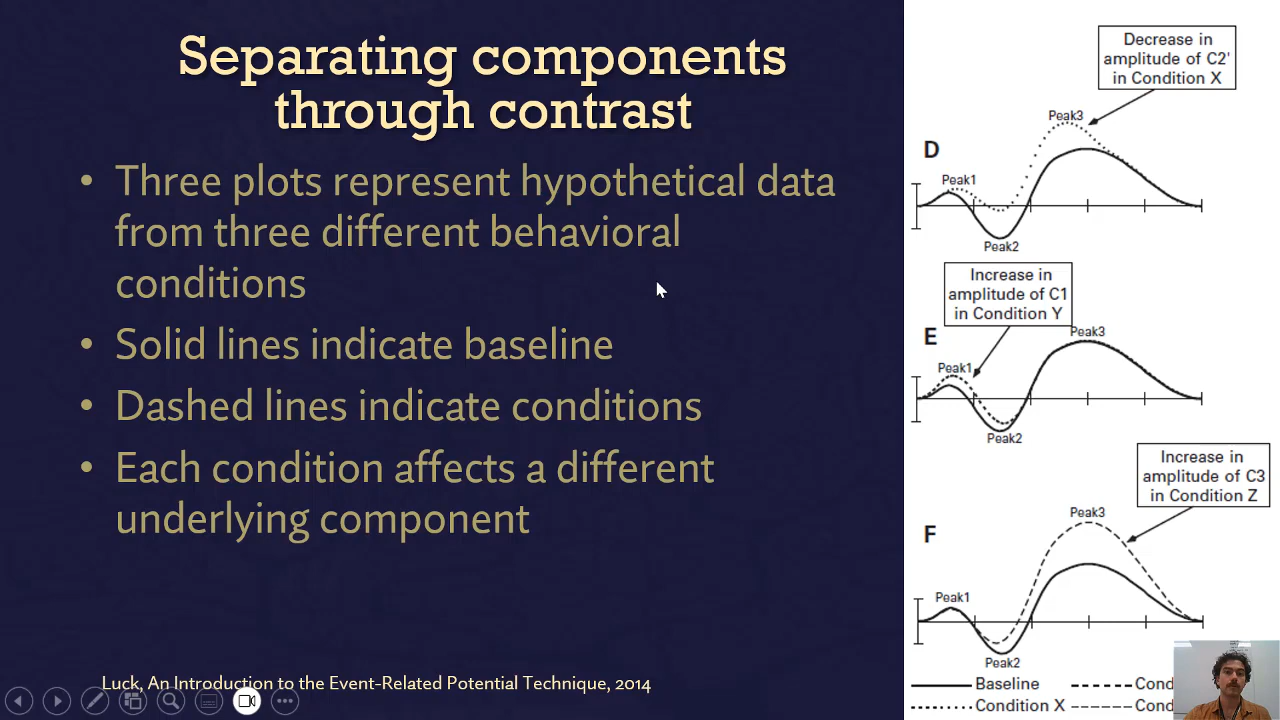 Separating components
through contrast
• Three plots represent hypothetical data
from three different behavioral
conditions
• Solid lines indicate baseline
• Dashed lines indicate conditions
• Each condition affects a different
underlying component
Luck, An Introduction to the Event-Related Potential Technique, 2014
Decrease in
amplitude of C2'
in Condition X
Peak3
D
Peak1
Peak2
Increase in
amplitude of C1
in Condition Y
E
Peak3
Peak1
Peak2
Increase in
amplitude of C3
in Condition Z
Peak3
F
Peak1
Peak2
Baseline
Cond
Condition X
Cond